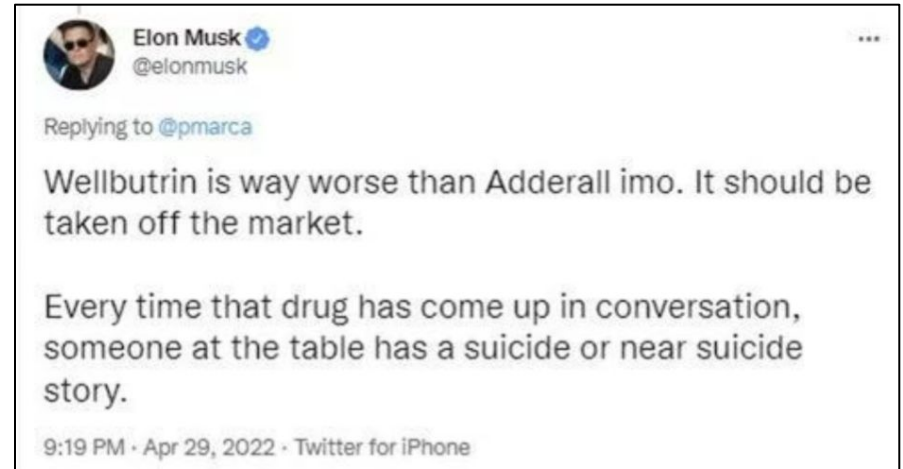 Elon Musk
@elonmusk
Replying to @pmarca
Wellbutrin is way worse than Adderall imo. It should be
taken off the market.
Every time that drug has come up in conversation,
someone at the table has a suicide or near suicide
story.
9:19 PM · Apr 29, 2022 · Twitter for iPhone